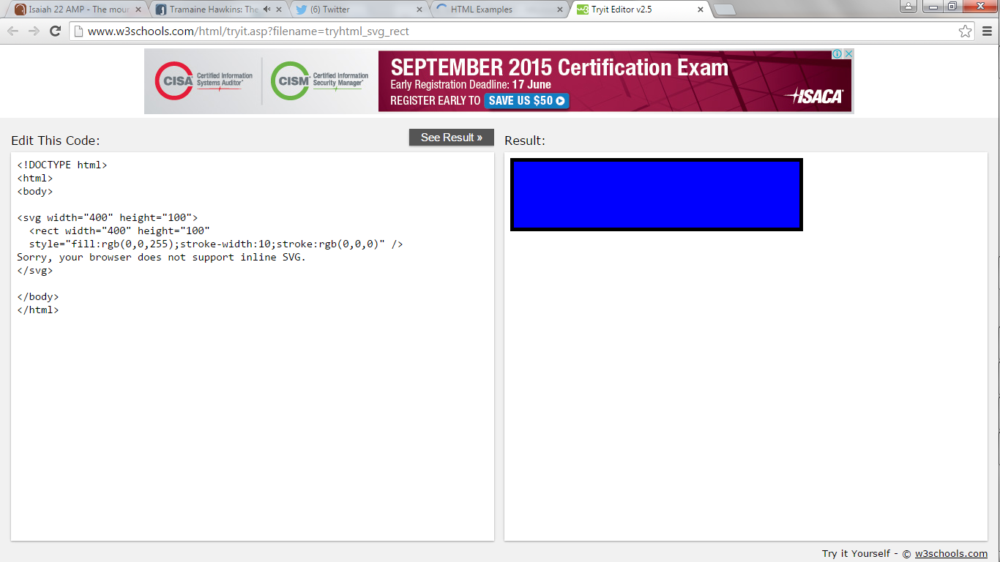 Isaiah 22 AMP - The mour
Tramaine Hawkins: The
(6) Twitter
HTML Examples
w3
Tryit Editor v2.5
www.w3schools.com/html/tryit.asp?filename=tryhtml_svg_rect
CISA® Certified Information Systems Auditor®
CISM® Certified Information Security Manager®
SEPTEMBER 2015 Certification Exam
Early Registration Deadline: 17 June
REGISTER EARLY TO SAVE US $50
ISACA®
Edit This Code:
See Result »
Result:
<!DOCTYPE html>
<html>
<body>
<svg width="400" height="100">
<rect width="400" height="100"
style="fill:rgb(0,0,255);stroke-width:10;stroke:rgb(0,0,0)" />
Sorry, your browser does not support inline SVG.
</svg>
</body>
</html>
Try it Yourself - © w3schools.com